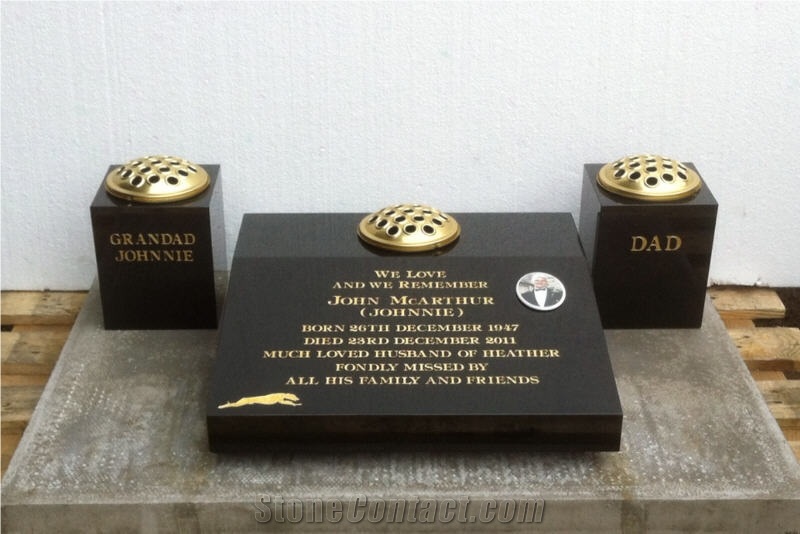 GRANDAD
JOHNNIE
DAD
WE LOVE
AND WE REMEMBER
JOHN MCARTHUR
(JOHNNIE)
BORN 26TH DECEMBER 1947
DIED 23RD DECEMBER 2011
MUCH LOVED HUSBAND OF HEATHER
FONDLY MISSED BY
ALL HIS FAMILY AND FRIENDS
StoneContact.com